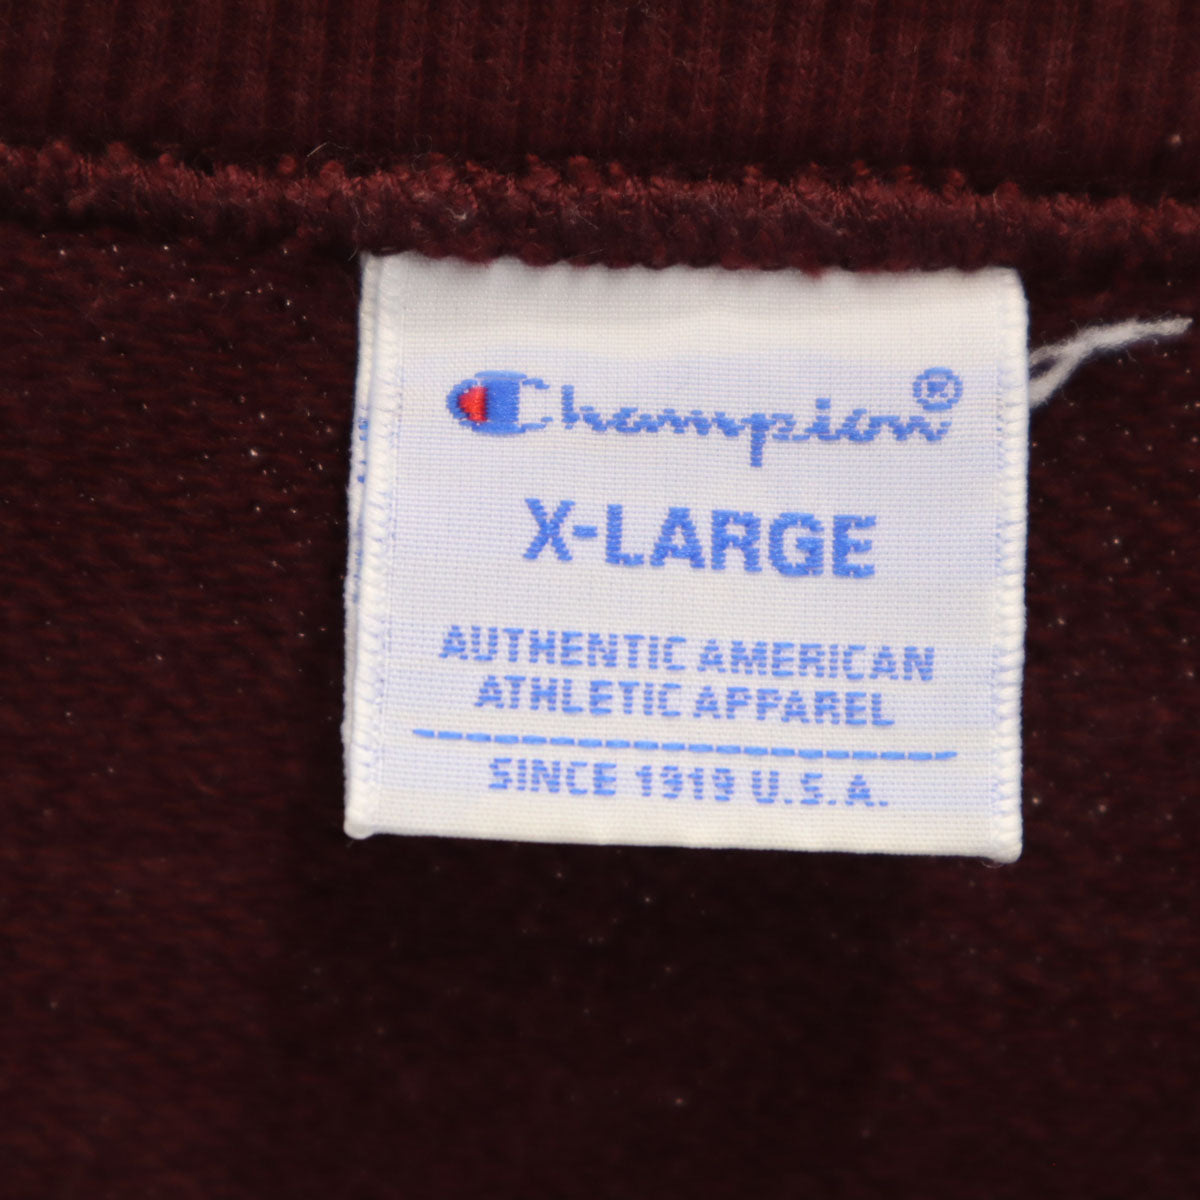 Champion®
X-LARGE
AUTHENTIC AMERICAN
ATHLETIC APPAREL
SINCE 1919 U.S.A.